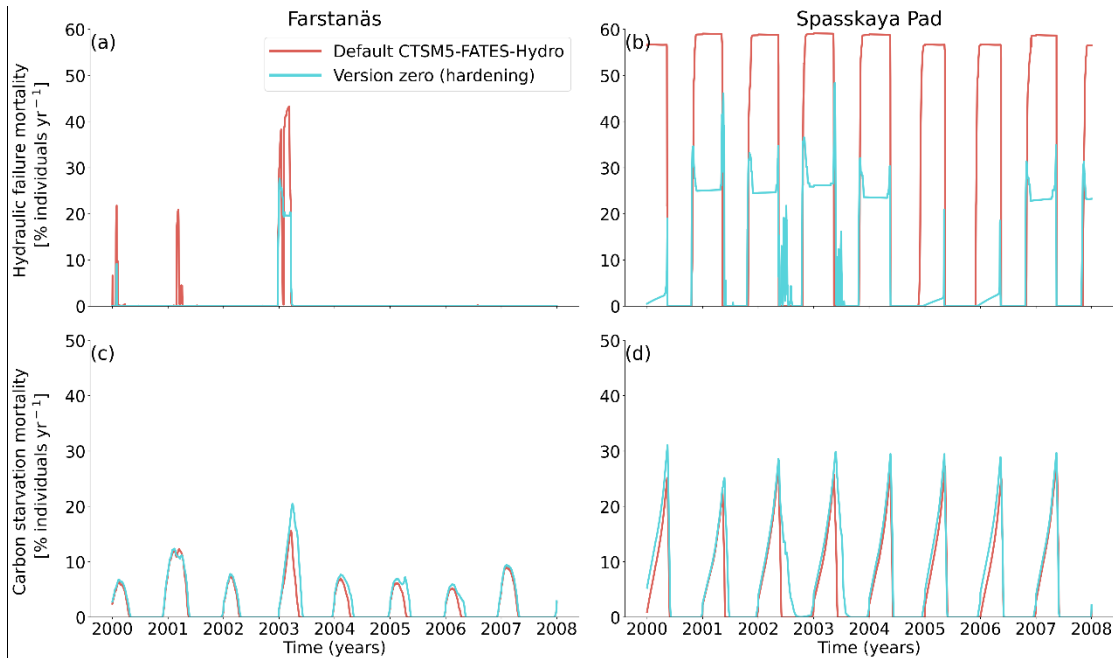 Farstanäs
Spasskaya Pad
(a)
Default CTSM5-FATES-Hydro
Version zero (hardening)
Hydraulic failure mortality
[% individuals yr⁻¹]
60
50
40
30
20
10
0
(b)
60
50
40
30
20
10
0
(c)
Carbon starvation mortality
[% individuals yr⁻¹]
50
40
30
20
10
0
2000 2001 2002 2003 2004 2005 2006 2007 2008
Time (years)
(d)
50
40
30
20
10
0
2000 2001 2002 2003 2004 2005 2006 2007 2008
Time (years)